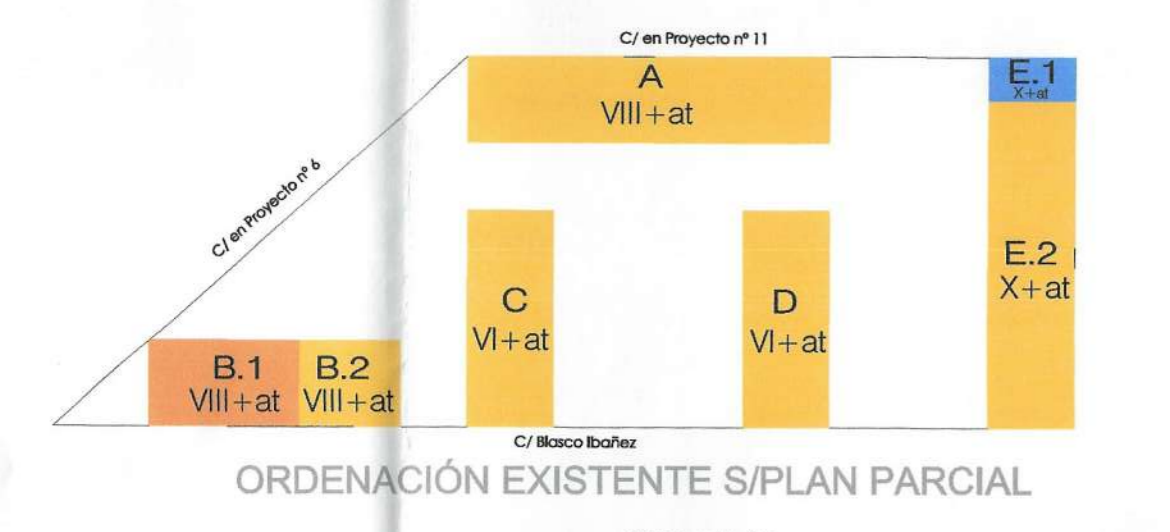 C/ en Proyecto nº 11
A
VIII+at
E.1
X+at
C/ en Proyecto nº 6
E.2
X+at
C
VI+at
D
VI+at
B.1
VIII+at
B.2
VIII+at
C/ Blasco Ibañez
ORDENACIÓN EXISTENTE S/PLAN PARCIAL